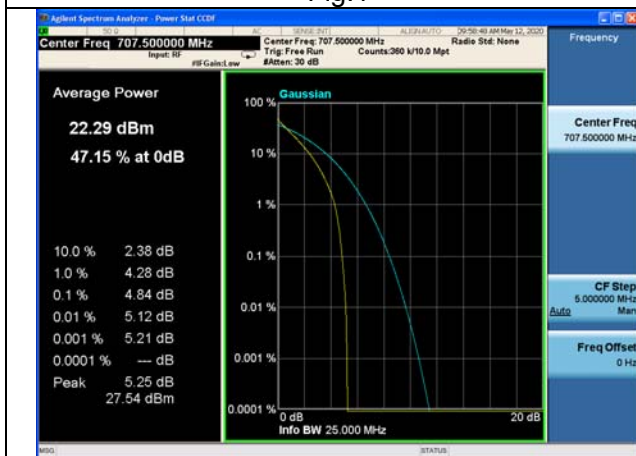 Agilent Spectrum Analyzer - Power Stat CCDF
50 Ω AC SENSE:INT ALIGN AUTO 09:58:48 AM May 12, 2020
Center Freq 707.500000 MHz
Input: RF
#IFGain:Low
Center Freq: 707.500000 MHz
Trig: Free Run
Counts:360 k/10.0 Mpt
#Atten: 30 dB
Radio Std: None
Frequency
Average Power
22.29 dBm
47.15 % at 0dB
10.0 % 2.38 dB
1.0 % 4.28 dB
0.1 % 4.84 dB
0.01 % 5.12 dB
0.001 % 5.21 dB
0.0001 % --- dB
Peak 5.25 dB
27.54 dBm
Gaussian
100 %
10 %
1 %
0.1 %
0.01 %
0.001 %
0.0001 %
0 dB
20 dB
Info BW 25.000 MHz
Center Freq
707.500000 MHz
CF Step
5.000000 MHz
Auto Man
Freq Offset
0 Hz
MSG
STATUS